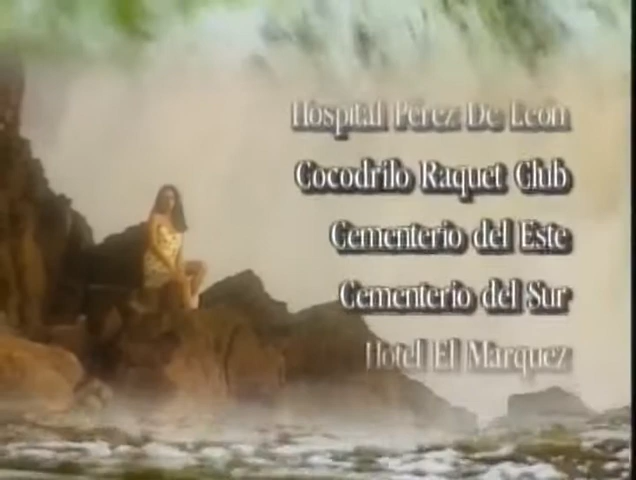 Hospital Pérez De León
Cocodrilo Raquet Club
Cementerio del Este
Cementerio del Sur
Hotel El Marquez